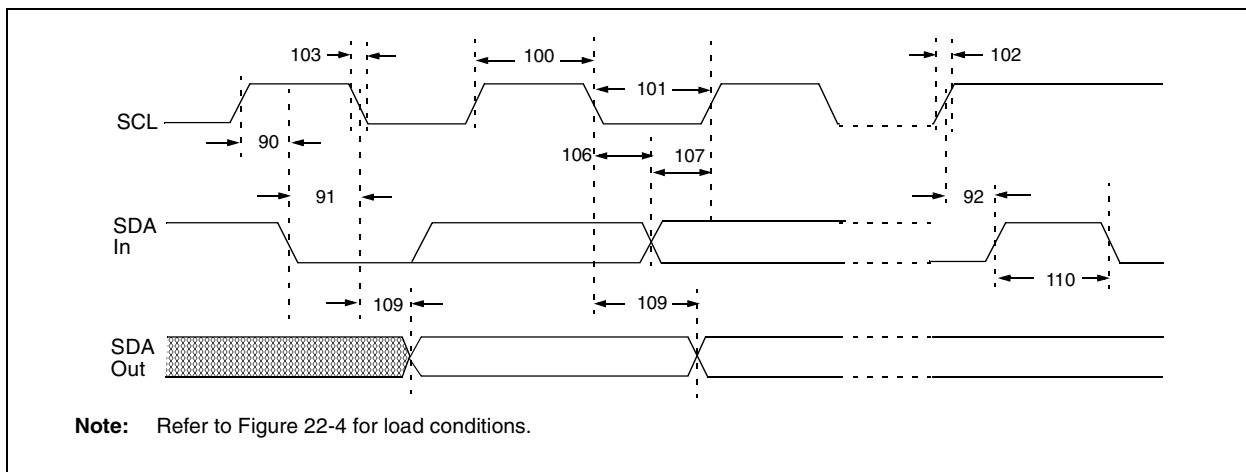 103
100
102
101
SCL
90
106
107
91
92
SDA
In
109
109
110
SDA
Out
Note: Refer to Figure 22-4 for load conditions.